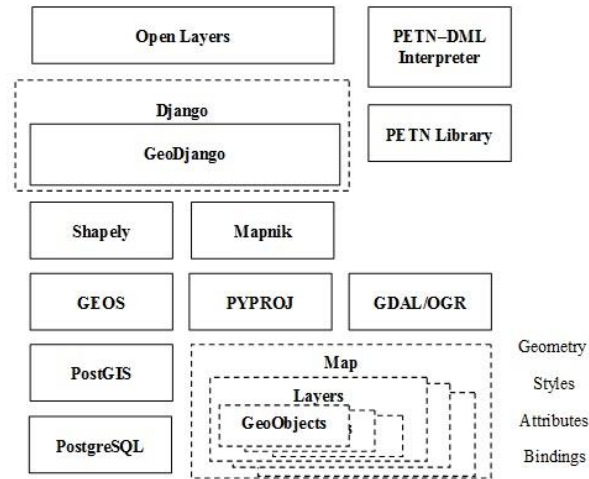 Open Layers
PETN–DML
Interpreter
Django
GeoDjango
PETN Library
Shapely
Mapnik
GEOS
PYPROJ
GDAL/OGR
PostGIS
Map
Layers
GeoObjects
s
PostgreSQL
Geometry
Styles
Attributes
Bindings